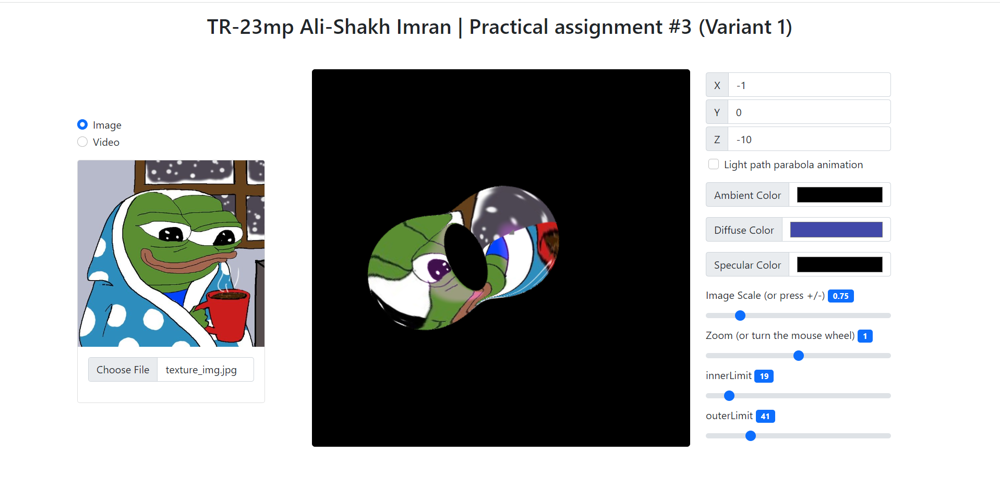 TR-23mp Ali-Shakh Imran | Practical assignment #3 (Variant 1)
Image
Video
Choose File texture_img.jpg
X -1
Y 0
Z -10
Light path parabola animation
Ambient Color
Diffuse Color
Specular Color
Image Scale (or press +/-) 0.75
Zoom (or turn the mouse wheel) 1
innerLimit 19
outerLimit 41